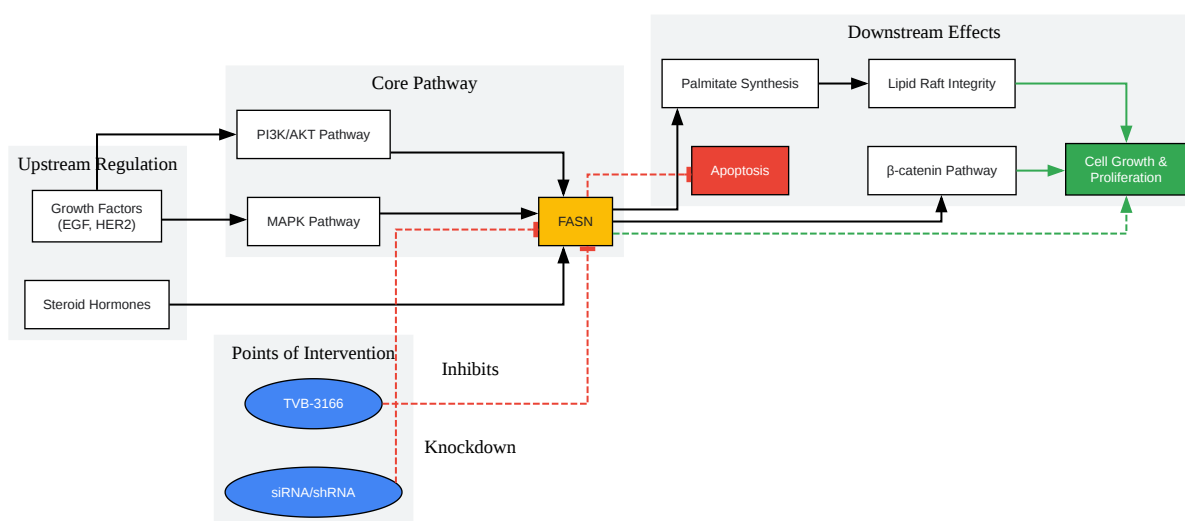 Downstream Effects
Core Pathway
Palmitate Synthesis
Lipid Raft Integrity
PI3K/AKT Pathway
Upstream Regulation
Apoptosis
β-catenin Pathway
Cell Growth &
Proliferation
Growth Factors
(EGF, HER2)
MAPK Pathway
FASN
Steroid Hormones
Points of Intervention
Inhibits
TVB-3166
Knockdown
siRNA/shRNA